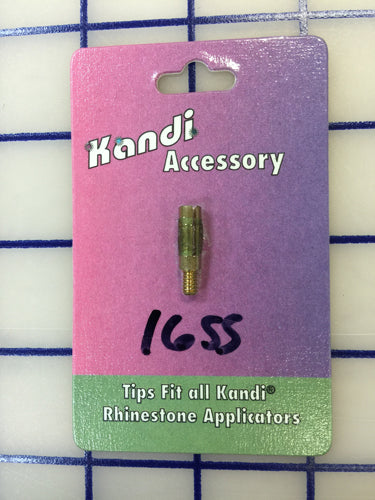 Kandi
Accessory
16SS
Tips Fit all Kandi®
Rhinestone Applicators